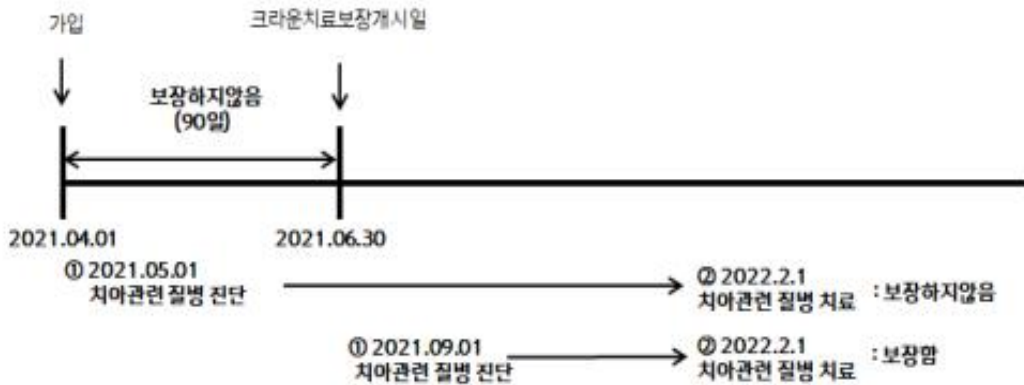 가입
크라운치료보장개시일
보장하지않음
(90일)
2021.04.01
2021.06.30
① 2021.05.01
치아관련 질병 진단
② 2022.2.1
치아관련 질병 치료
: 보장하지않음
① 2021.09.01
치아관련 질병 진단
② 2022.2.1
치아관련 질병 치료
: 보장함